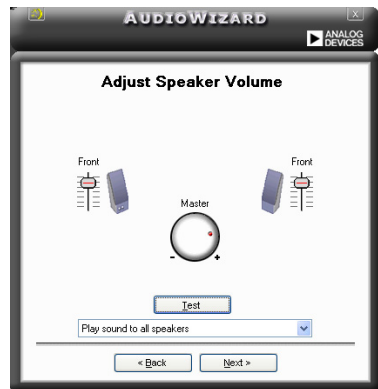 AudioWizard
ANALOG
DEVICES
Adjust Speaker Volume
Front
Front
Master
- +
Test
Play sound to all speakers
< Back Next >